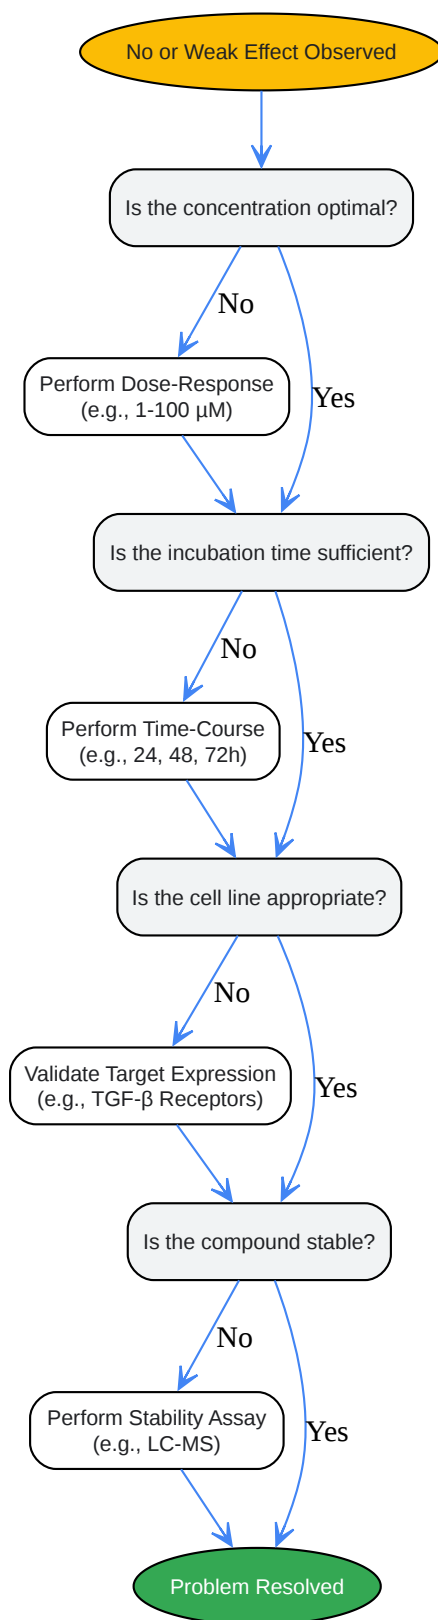 No or Weak Effect Observed
Is the concentration optimal?
No
Perform Dose-Response
(e.g., 1-100 µM)
Yes
Is the incubation time sufficient?
No
Perform Time-Course
(e.g., 24, 48, 72h)
Yes
Is the cell line appropriate?
No
Validate Target Expression
(e.g., TGF-β Receptors)
Yes
Is the compound stable?
No
Perform Stability Assay
(e.g., LC-MS)
Yes
Problem Resolved